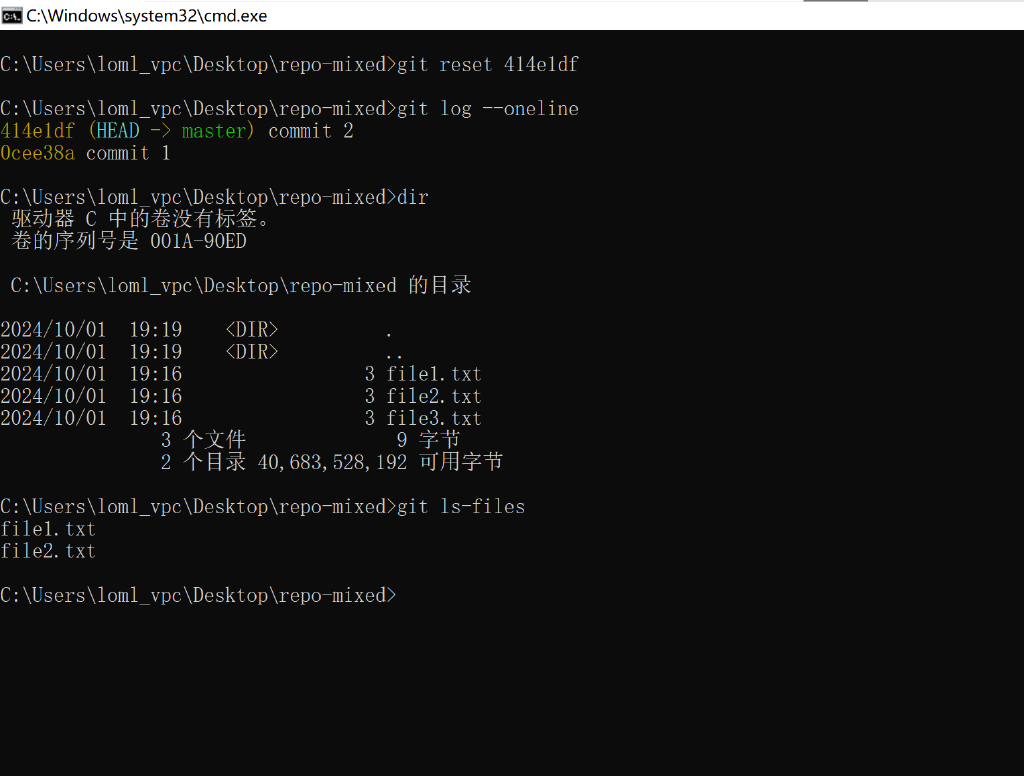 C:\Windows\system32\cmd.exe
C:\Users\loml_vpc\Desktop\repo-mixed>git reset 414e1df
C:\Users\loml_vpc\Desktop\repo-mixed>git log --oneline
414e1df (HEAD -> master) commit 2
0cee38a commit 1
C:\Users\loml_vpc\Desktop\repo-mixed>dir
驱动器 C 中的卷没有标签。
卷的序列号是 001A-90ED
C:\Users\loml_vpc\Desktop\repo-mixed 的目录
2024/10/01  19:19    <DIR>          .
2024/10/01  19:19    <DIR>          ..
2024/10/01  19:16                 3 file1.txt
2024/10/01  19:16                 3 file2.txt
2024/10/01  19:16                 3 file3.txt
3 个文件              9 字节
2 个目录 40,683,528,192 可用字节
C:\Users\loml_vpc\Desktop\repo-mixed>git ls-files
file1.txt
file2.txt
C:\Users\loml_vpc\Desktop\repo-mixed>